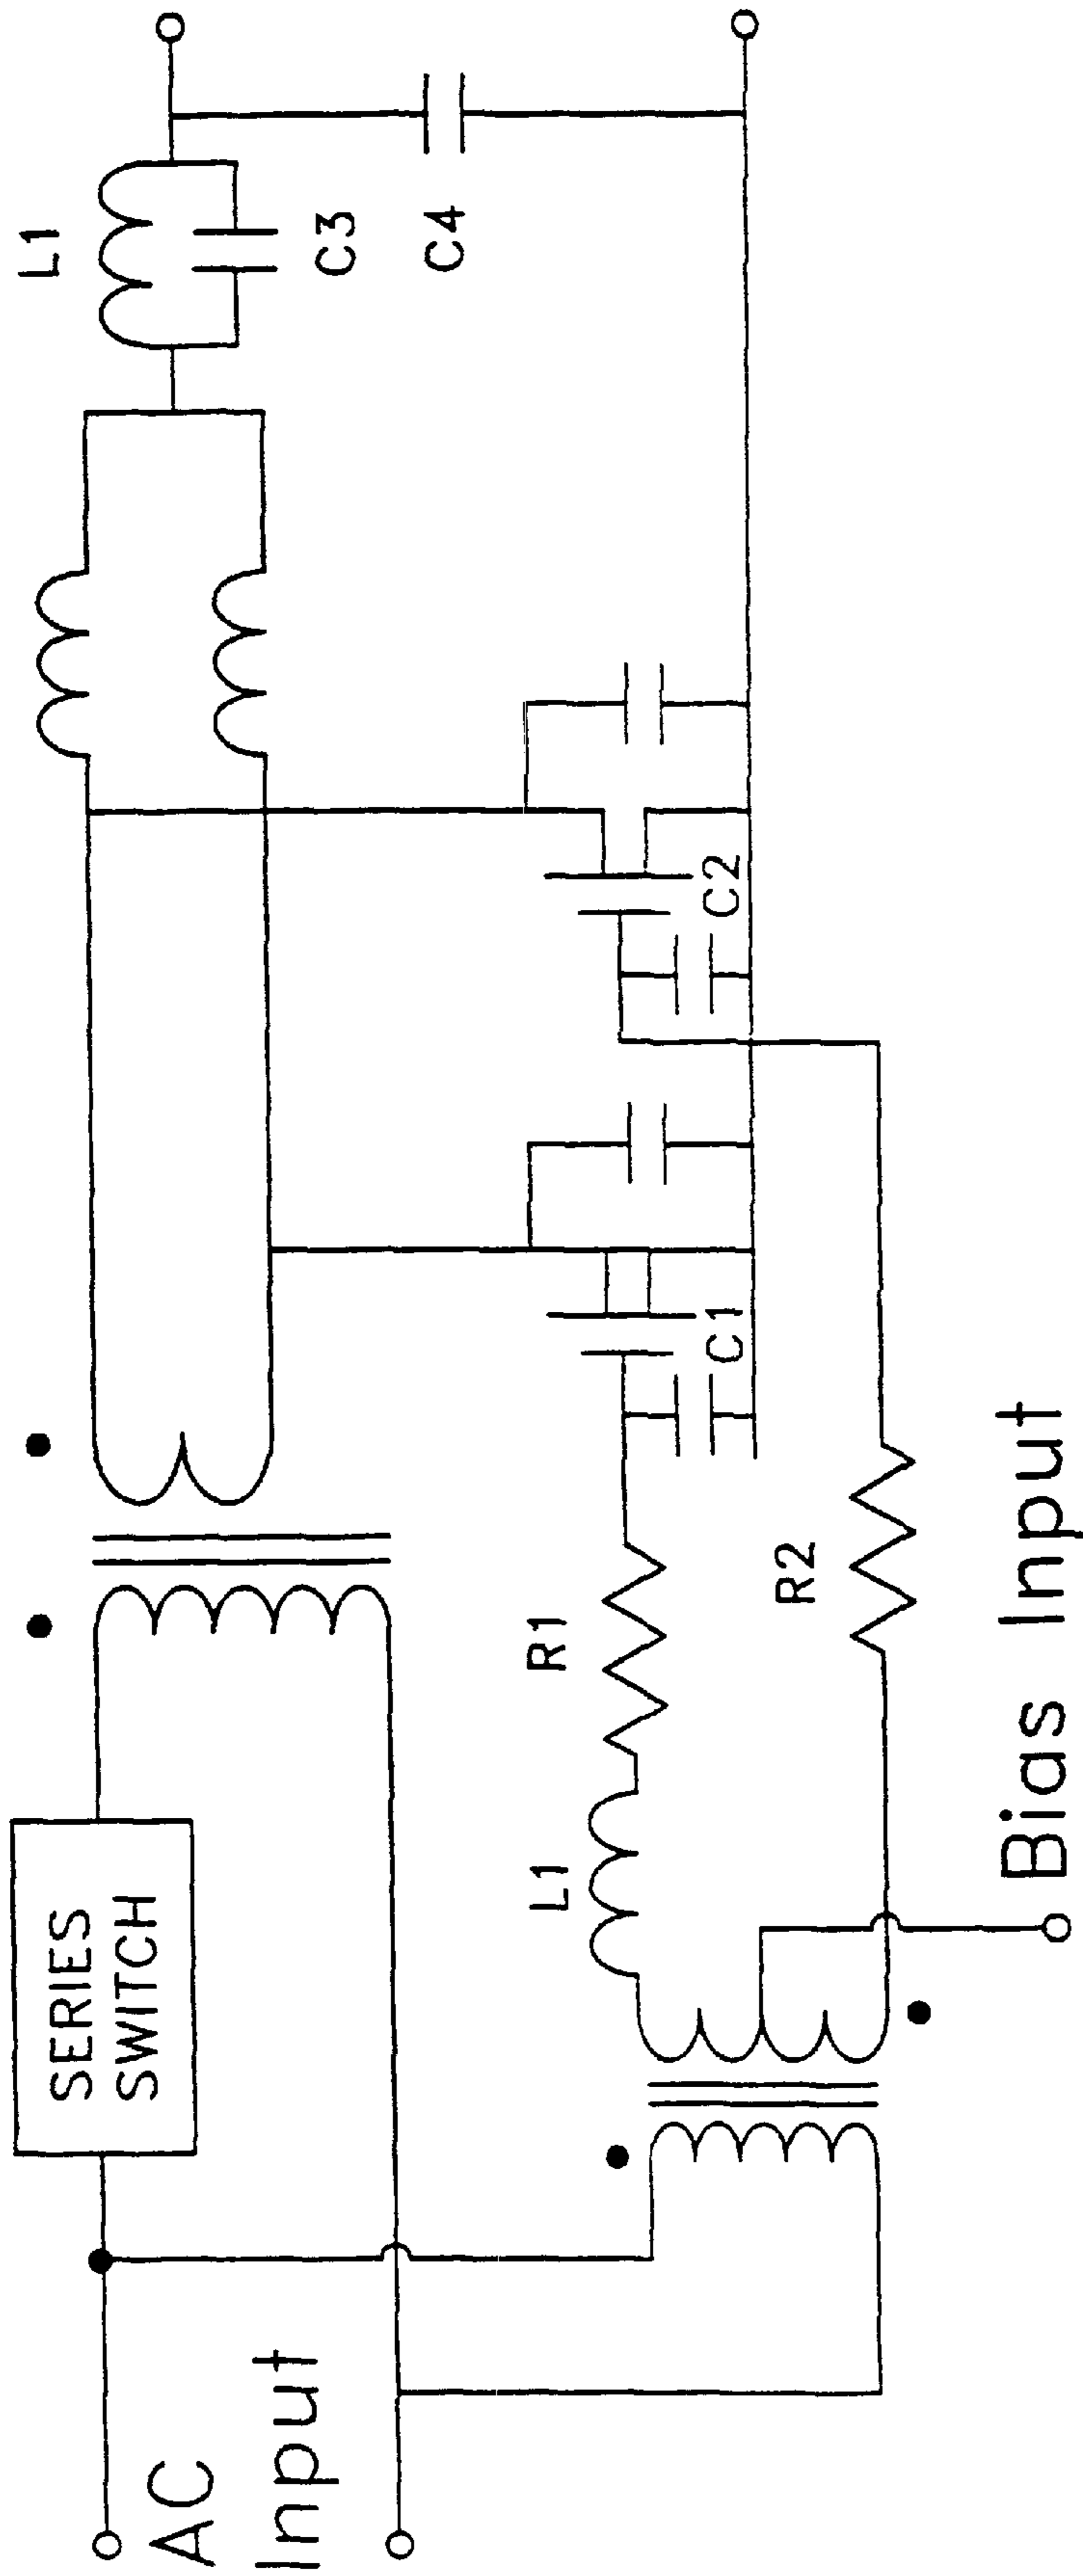 AC
Input
SERIES
SWITCH
L1
R1
R2
Bias Input
C1
C2
L1
C3
C4